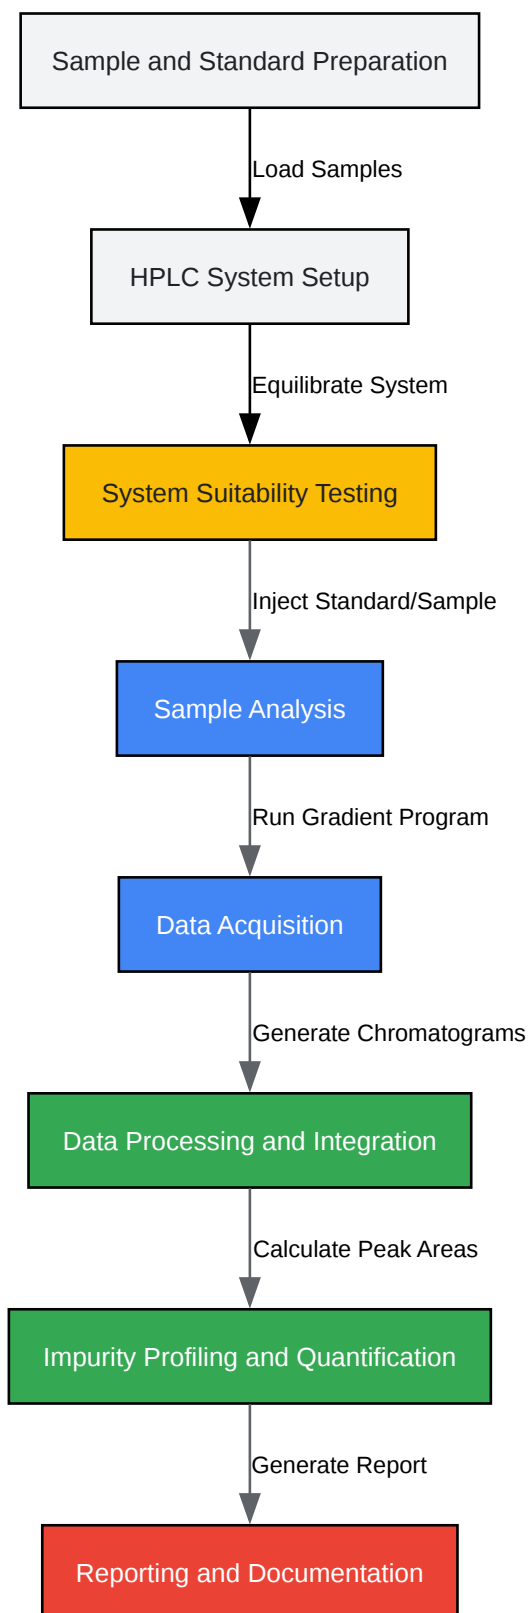 Sample and Standard Preparation
Load Samples
HPLC System Setup
Equilibrate System
System Suitability Testing
Inject Standard/Sample
Sample Analysis
Run Gradient Program
Data Acquisition
Generate Chromatograms
Data Processing and Integration
Calculate Peak Areas
Impurity Profiling and Quantification
Generate Report
Reporting and Documentation